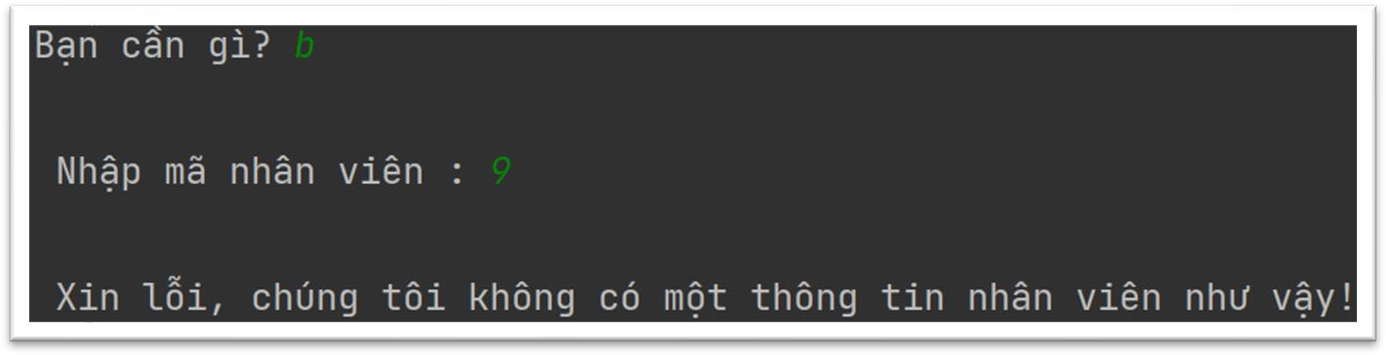 Bạn cần gì? b
Nhập mã nhân viên : 9
Xin lỗi, chúng tôi không có một thông tin nhân viên như vậy!